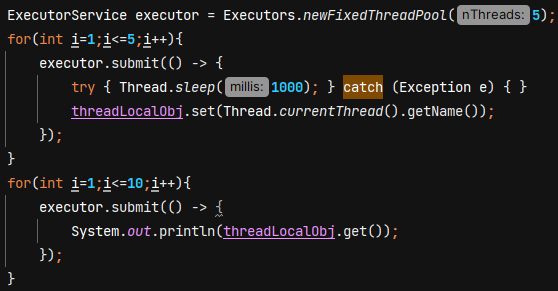 ExecutorService executor = Executors.newFixedThreadPool( nThreads: 5);
for(int i=1;i<=5;i++){
    executor.submit(() -> {
        try { Thread.sleep( millis: 1000); } catch (Exception e) { }
        threadLocalObj.set(Thread.currentThread().getName());
    });
}
for(int i=1;i<=10;i++){
    executor.submit(() -> {
        System.out.println(threadLocalObj.get());
    });
}